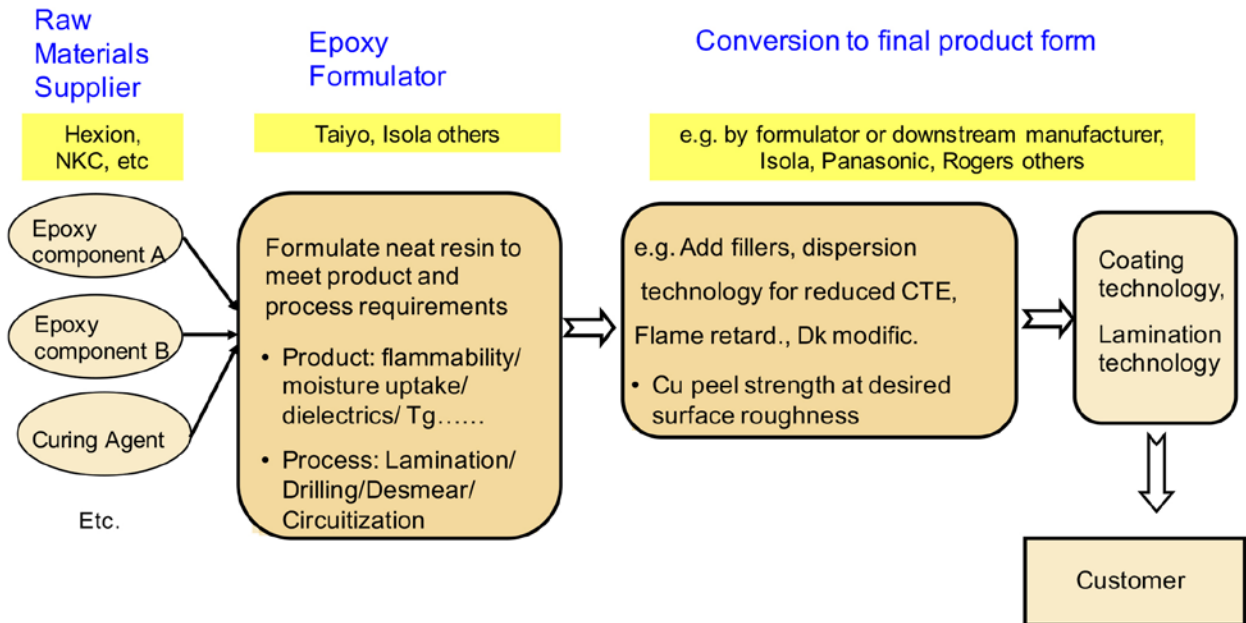 Raw
Materials
Supplier
Epoxy
Formulator
Conversion to final product form
Hexion,
NKC, etc
Taiyo, Isola others
e.g. by formulator or downstream manufacturer,
Isola, Panasonic, Rogers others
Epoxy
component A
Epoxy
component B
Curing Agent
Etc.
Formulate neat resin to
meet product and
process requirements
• Product: flammability/
moisture uptake/
dielectrics/ Tg……
• Process: Lamination/
Drilling/Desmear/
Circuitization
e.g. Add fillers, dispersion
technology for reduced CTE,
Flame retard., Dk modific.
• Cu peel strength at desired
surface roughness
Coating
technology,
Lamination
technology
Customer